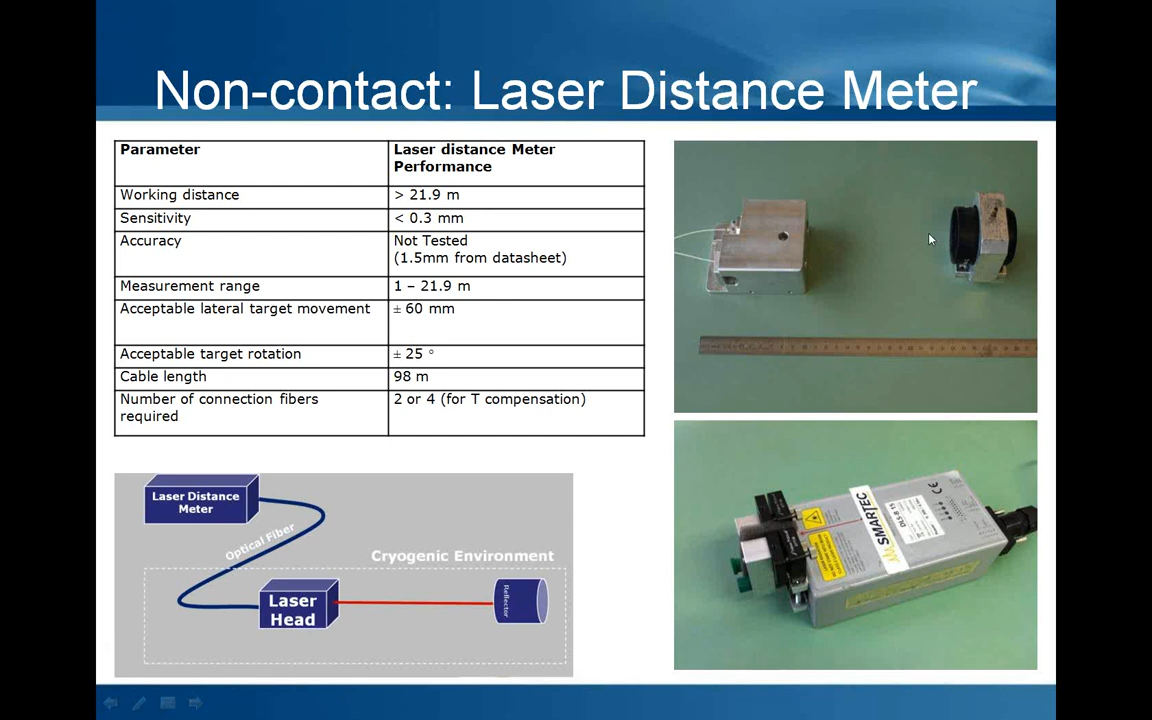 Non-contact: Laser Distance Meter
Parameter
Laser distance Meter
Performance
Working distance
> 21.9 m
Sensitivity
< 0.3 mm
Accuracy
Not Tested
(1.5mm from datasheet)
Measurement range
1 – 21.9 m
Acceptable lateral target movement
± 60 mm
Acceptable target rotation
± 25 °
Cable length
98 m
Number of connection fibers
required
2 or 4 (for T compensation)
Laser Distance
Meter
Optical Fiber
Cryogenic Environment
Laser
Head
Reflector
SMARTEC
CE